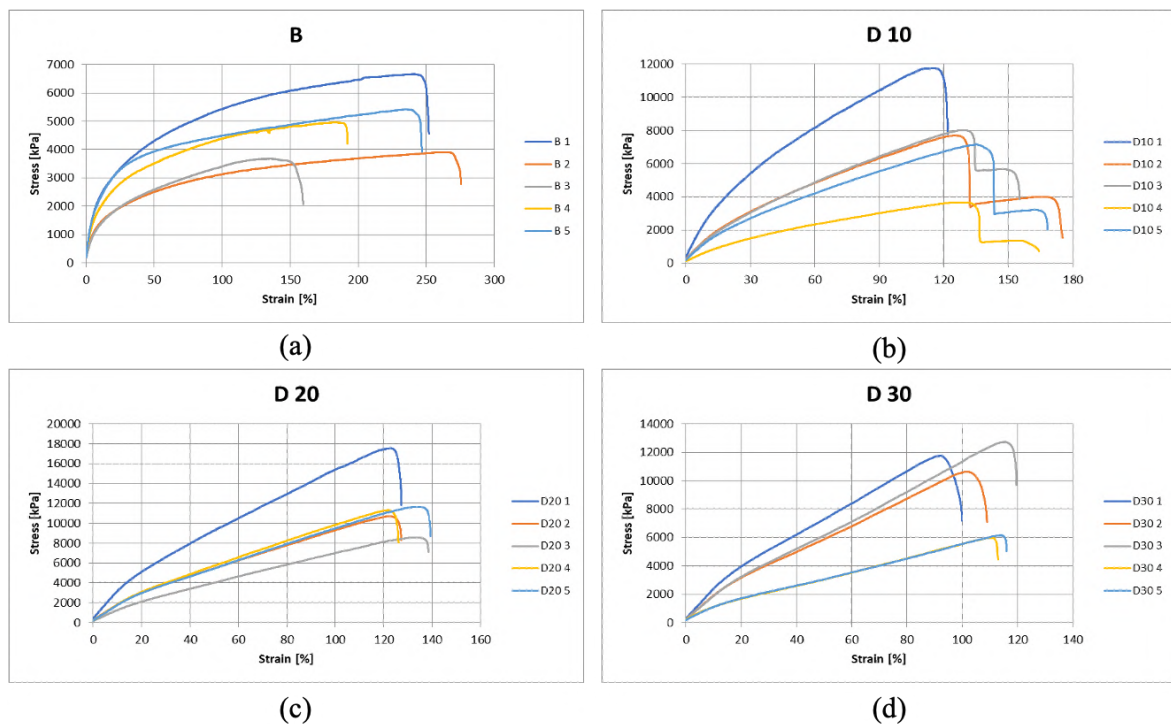 B
Stress [kPa]
7000
6000
5000
4000
3000
2000
1000
0
0 50 100 150 200 250 300
Strain [%]
B 1
B 2
B 3
B 4
B 5
(a)
D 10
Stress [kPa]
12000
10000
8000
6000
4000
2000
0
0 30 60 90 120 150 180
Strain [%]
D10 1
D10 2
D10 3
D10 4
D10 5
(b)
D 20
Stress [kPa]
20000
18000
16000
14000
12000
10000
8000
6000
4000
2000
0
0 20 40 60 80 100 120 140 160
Strain [%]
D20 1
D20 2
D20 3
D20 4
D20 5
(c)
D 30
Stress [kPa]
14000
12000
10000
8000
6000
4000
2000
0
0 20 40 60 80 100 120 140
Strain [%]
D30 1
D30 2
D30 3
D30 4
D30 5
(d)